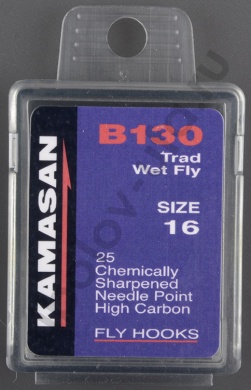 KAMASAN
B130
Trad
Wet Fly
SIZE
16
25
Chemically
Sharpened
Needle Point
High Carbon
FLY HOOKS